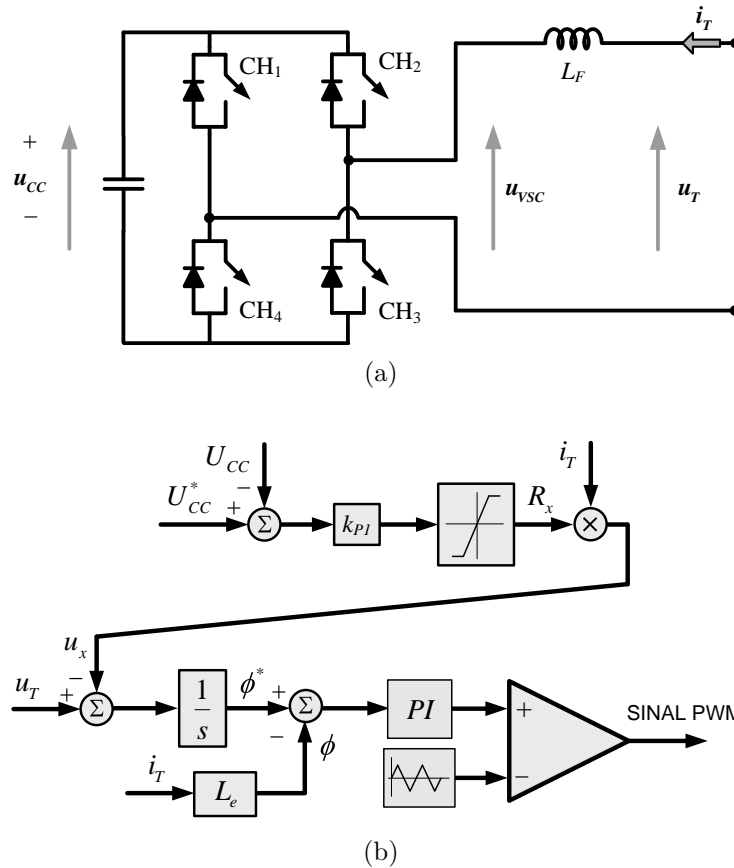 i_T
CH₁ CH₂
L_F
+
u_CC u_VSC u_T
−
CH₄ CH₃
(a)
U_CC i_T
U*_CC − + Σ k_P1 R_x ×
u_x
u_T + − Σ 1/s ϕ* + Σ PI + SINAL PWM
− ϕ −
i_T L_e
(b)